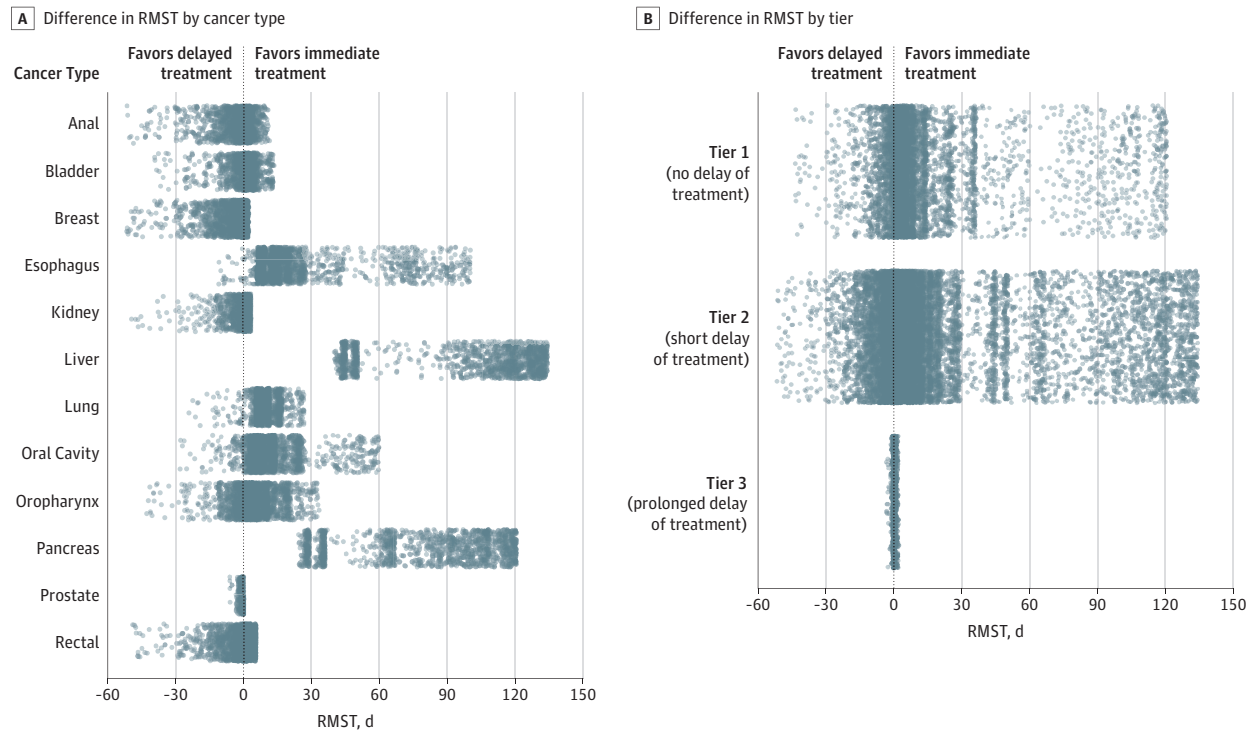 A Difference in RMST by cancer type
Favors delayed
treatment
Favors immediate
treatment
Cancer Type
Anal
Bladder
Breast
Esophagus
Kidney
Liver
Lung
Oral Cavity
Oropharynx
Pancreas
Prostate
Rectal
-60 -30 0 30 60 90 120 150
RMST, d
B Difference in RMST by tier
Favors delayed
treatment
Favors immediate
treatment
Tier 1
(no delay of
treatment)
Tier 2
(short delay
of treatment)
Tier 3
(prolonged delay
of treatment)
-60 -30 0 30 60 90 120 150
RMST, d